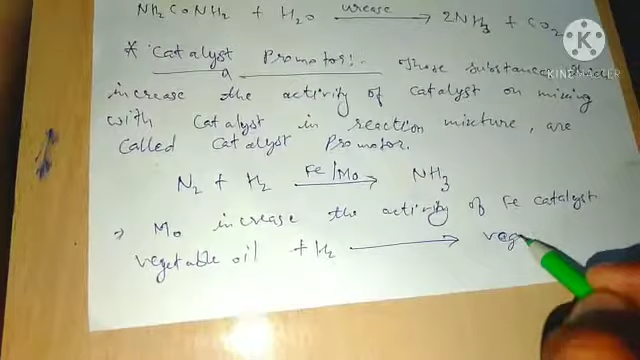 NH₂CONH₂ + H₂O urease → 2NH₃ + CO₂
* Catalyst Promotor:- Those substances
increase the activity of catalyst on mixing
with catalyst in reaction mixture, are
called Catalyst Promotor.
N₂ + H₂ Fe/Mo → NH₃
⇒ Mo increase the activity of Fe catalyst
vegetable oil + H₂ → veg
KINEMASTER